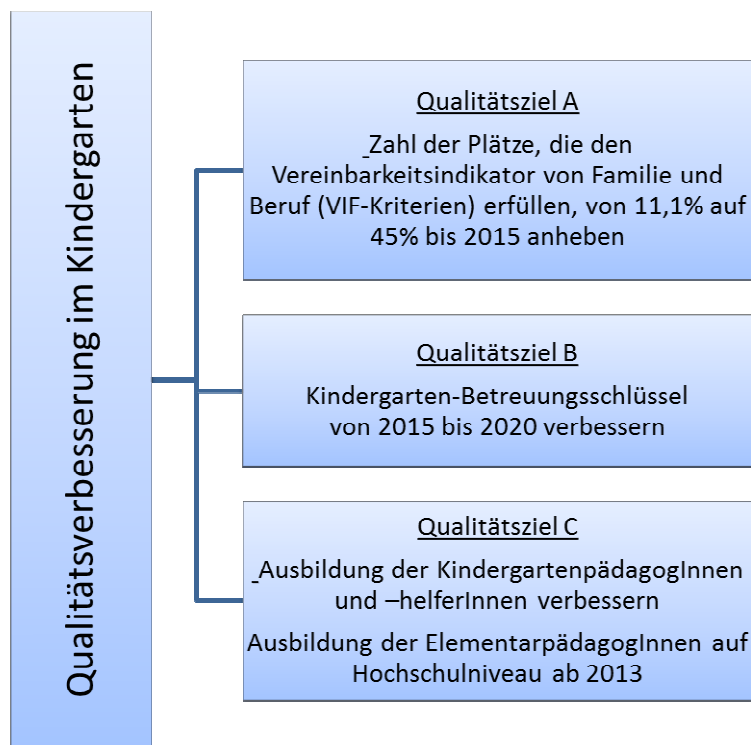 Qualitätsverbesserung im Kindergarten
Qualitätsziel A
_Zahl der Plätze, die den
Vereinbarkeitsindikator von Familie und
Beruf (VIF-Kriterien) erfüllen, von 11,1% auf
45% bis 2015 anheben
Qualitätsziel B
Kindergarten-Betreuungsschlüssel
von 2015 bis 2020 verbessern
Qualitätsziel C
_Ausbildung der KindergartenpädagogInnen
und –helferInnen verbessern
Ausbildung der ElementarpädagogInnen auf
Hochschulniveau ab 2013